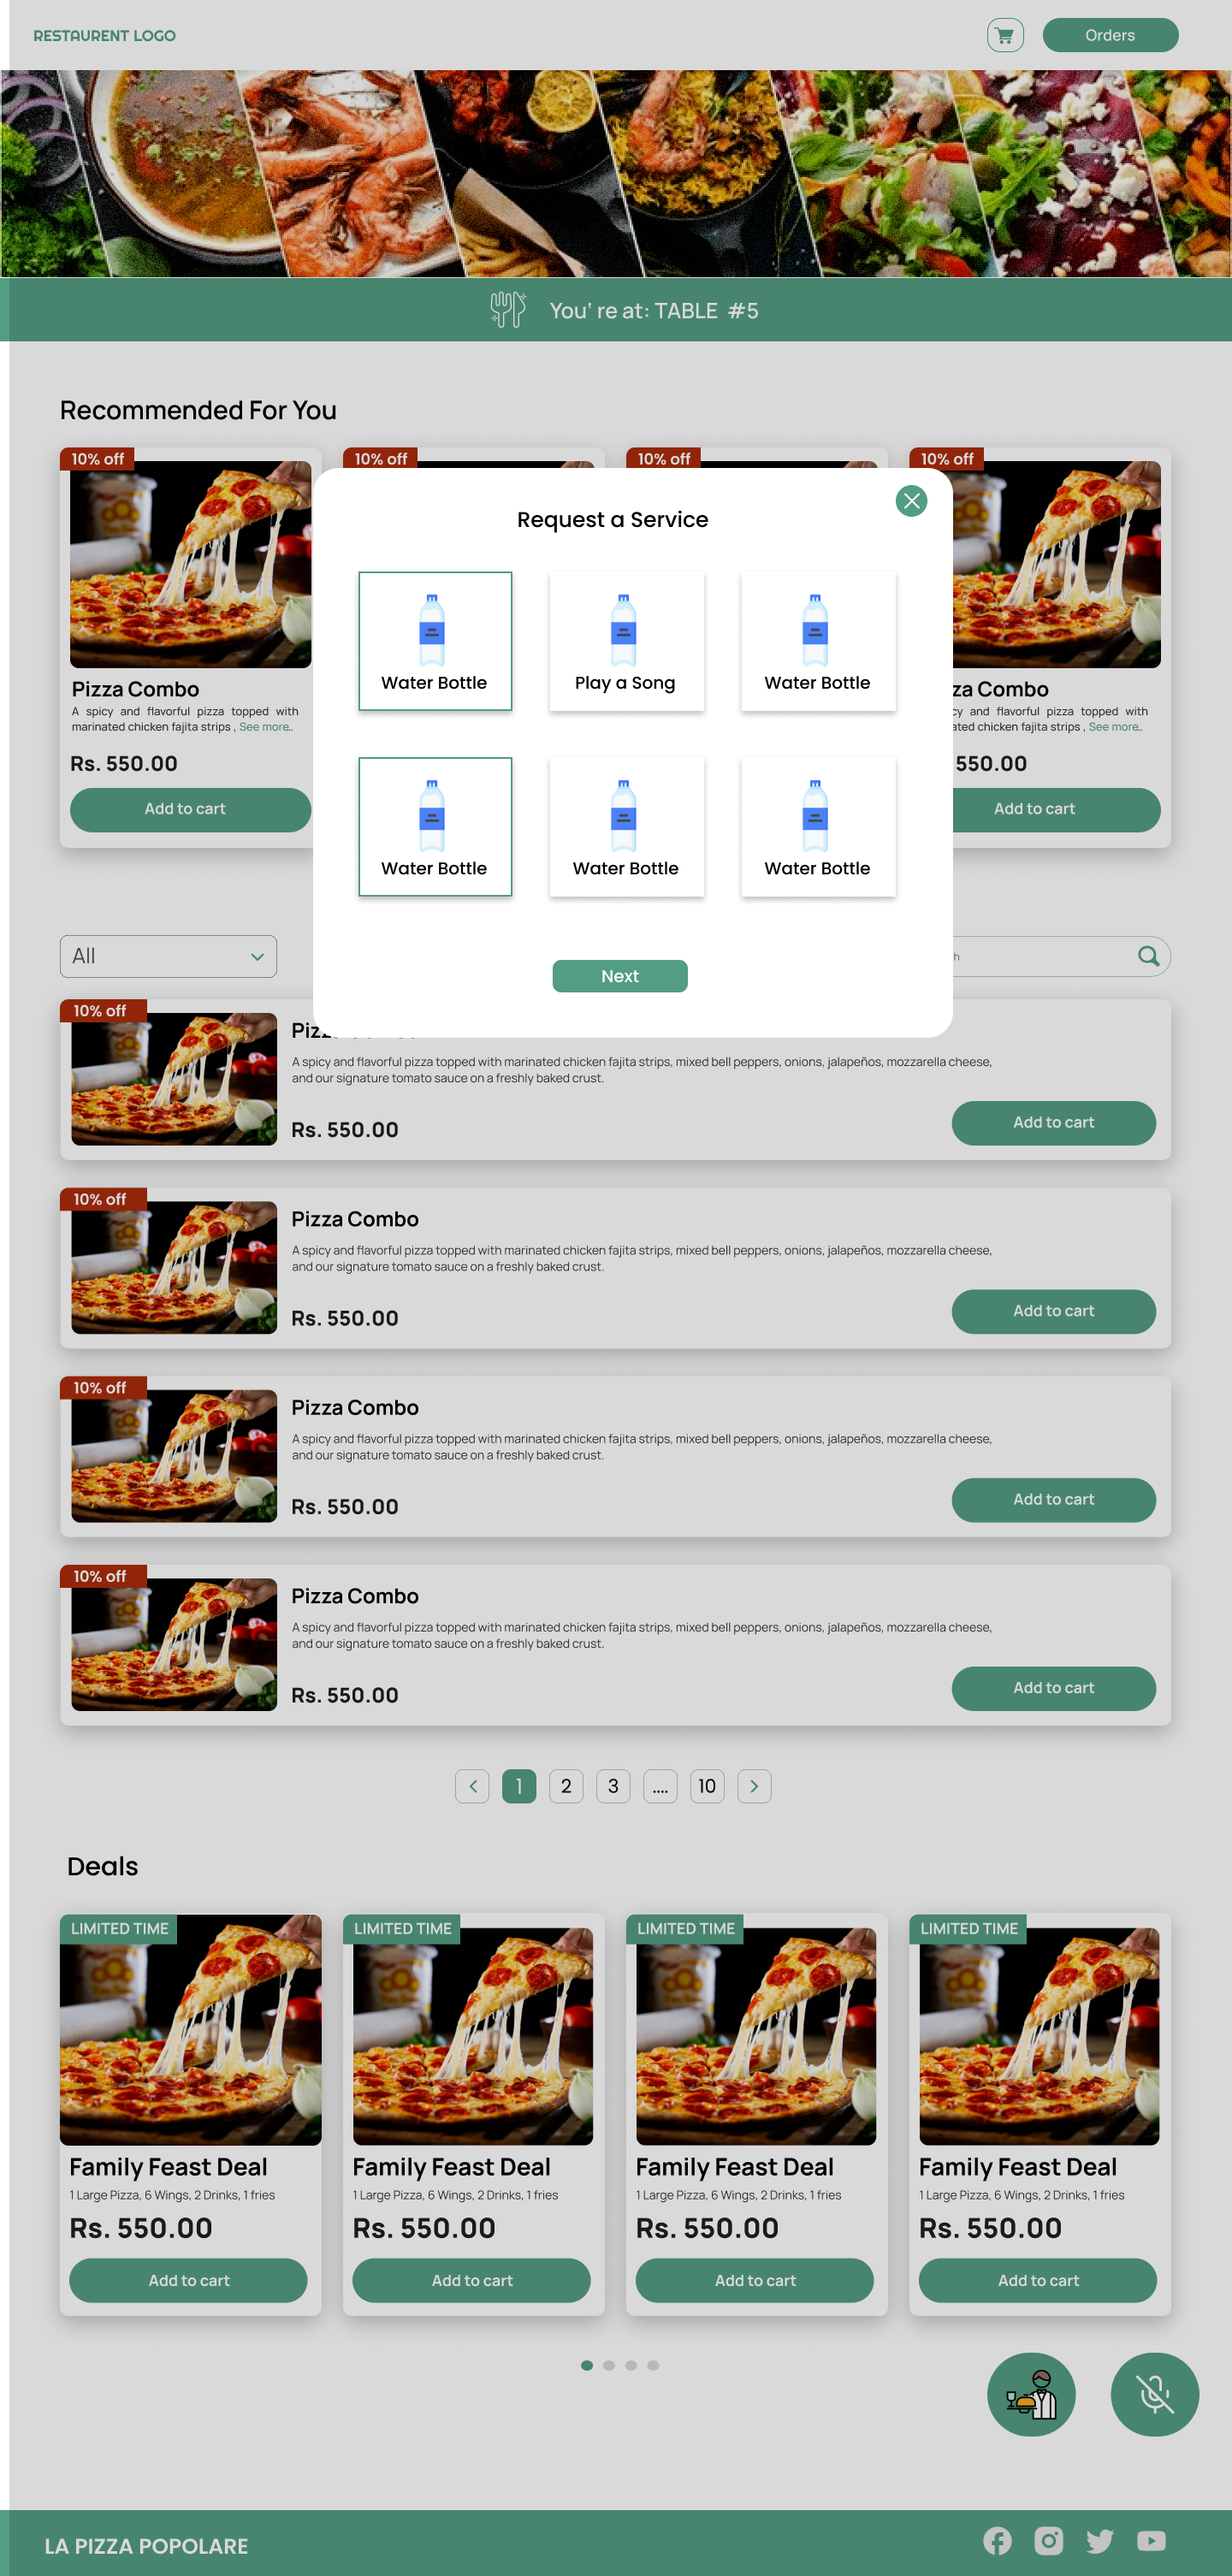 RESTAURENT LOGO
Orders
You' re at: TABLE #5
Recommended For You
10% off
10% off
10% off
10% off
Pizza Combo
A spicy and flavorful pizza topped with
marinated chicken fajita strips , See more..
Rs. 550.00
Add to cart
za Combo
cy and flavorful pizza topped with
ated chicken fajita strips , See more..
550.00
Add to cart
Request a Service
Water Bottle
Play a Song
Water Bottle
Water Bottle
Water Bottle
Water Bottle
Next
All
h
10% off
Piz
A spicy and flavorful pizza topped with marinated chicken fajita strips, mixed bell peppers, onions, jalapeños, mozzarella cheese,
and our signature tomato sauce on a freshly baked crust.
Rs. 550.00
Add to cart
10% off
Pizza Combo
A spicy and flavorful pizza topped with marinated chicken fajita strips, mixed bell peppers, onions, jalapeños, mozzarella cheese,
and our signature tomato sauce on a freshly baked crust.
Rs. 550.00
Add to cart
10% off
Pizza Combo
A spicy and flavorful pizza topped with marinated chicken fajita strips, mixed bell peppers, onions, jalapeños, mozzarella cheese,
and our signature tomato sauce on a freshly baked crust.
Rs. 550.00
Add to cart
10% off
Pizza Combo
A spicy and flavorful pizza topped with marinated chicken fajita strips, mixed bell peppers, onions, jalapeños, mozzarella cheese,
and our signature tomato sauce on a freshly baked crust.
Rs. 550.00
Add to cart
1 2 3 .... 10
Deals
LIMITED TIME
Family Feast Deal
1 Large Pizza, 6 Wings, 2 Drinks, 1 fries
Rs. 550.00
Add to cart
LIMITED TIME
Family Feast Deal
1 Large Pizza, 6 Wings, 2 Drinks, 1 fries
Rs. 550.00
Add to cart
LIMITED TIME
Family Feast Deal
1 Large Pizza, 6 Wings, 2 Drinks, 1 fries
Rs. 550.00
Add to cart
LIMITED TIME
Family Feast Deal
1 Large Pizza, 6 Wings, 2 Drinks, 1 fries
Rs. 550.00
Add to cart
LA PIZZA POPOLARE